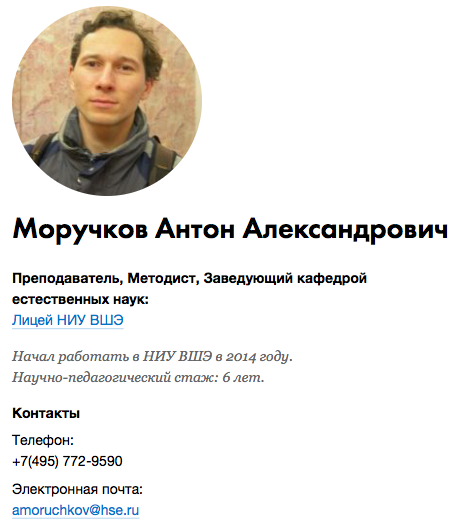 Моручков Антон Александрович
Преподаватель, Методист, Заведующий кафедрой
естественных наук:
Лицей НИУ ВШЭ
Начал работать в НИУ ВШЭ в 2014 году.
Научно-педагогический стаж: 6 лет.
Контакты
Телефон:
+7(495) 772-9590
Электронная почта:
amoruchkov@hse.ru